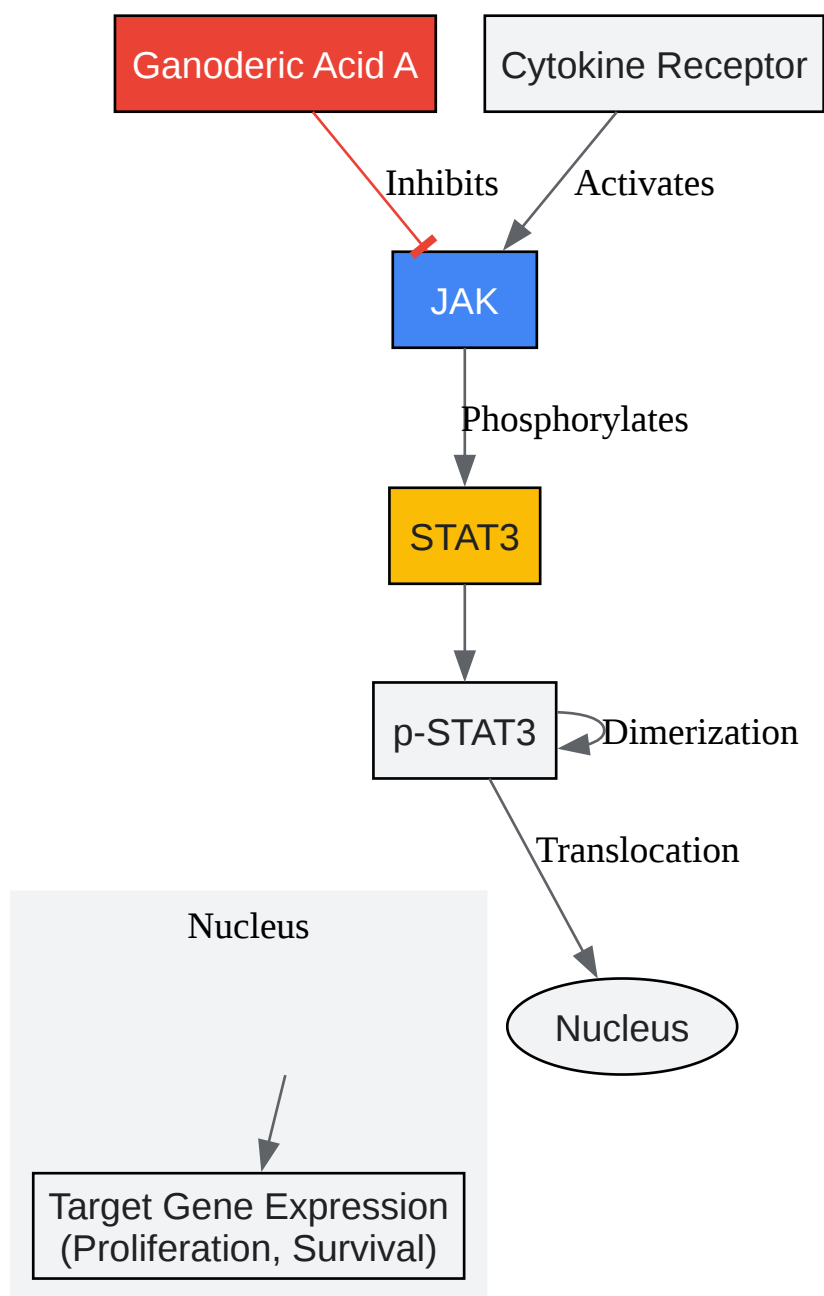 Ganoderic Acid A
Cytokine Receptor
Inhibits
Activates
JAK
Phosphorylates
STAT3
p-STAT3
Dimerization
Translocation
Nucleus
Nucleus
Target Gene Expression
(Proliferation, Survival)